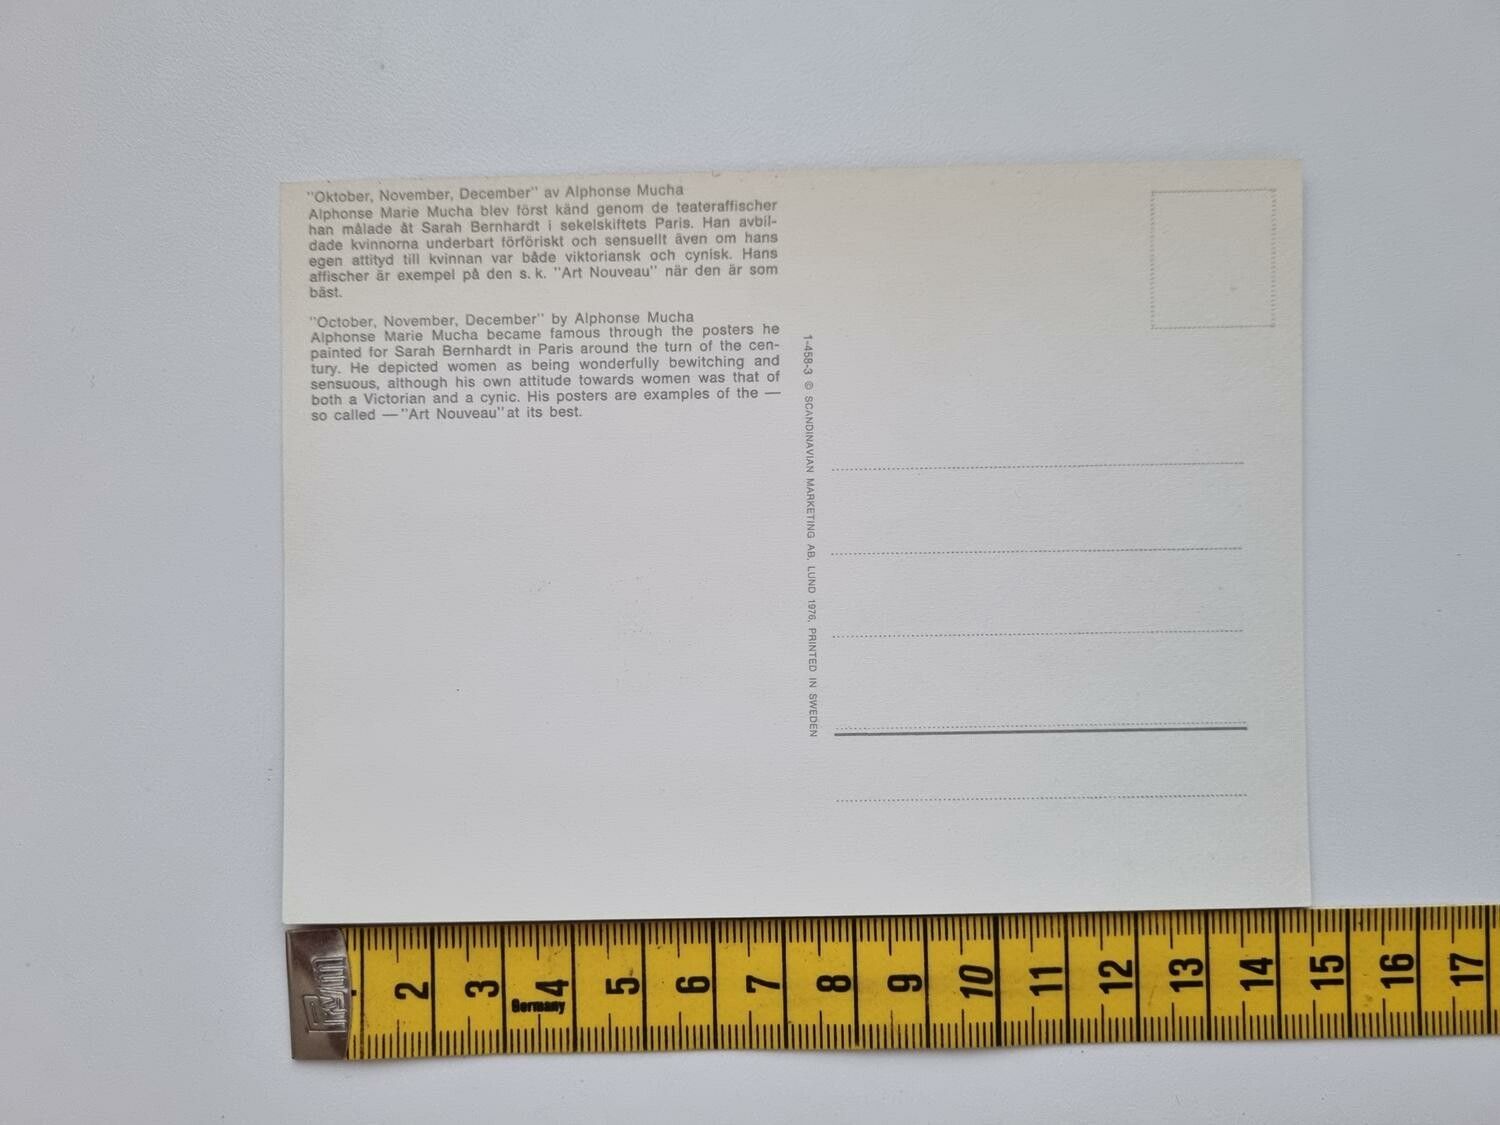 "Oktober, November, December" av Alphonse Mucha
Alphonse Marie Mucha blev först känd genom de teateraffischer
han målade åt Sarah Bernhardt i sekelskiftets Paris. Han avbil-
dade kvinnorna underbart förföriskt och sensuellt även om hans
egen attityd till kvinnan var både viktoriansk och cynisk. Hans
affischer är exempel på den s. k. "Art Nouveau" när den är som
bäst.
"October, November, December" by Alphonse Mucha
Alphonse Marie Mucha became famous through the posters he
painted for Sarah Bernhardt in Paris around the turn of the cen-
tury. He depicted women as being wonderfully bewitching and
sensuous, although his own attitude towards women was that of
both a Victorian and a cynic. His posters are examples of the —
so called — "Art Nouveau" at its best.
1-458-3 © SCANDINAVIAN MARKETING AB, LUND 1976, PRINTED IN SWEDEN
Prym
2 3 4 5 6 7 8 9 10 11 12 13 14 15 16 17
Germany